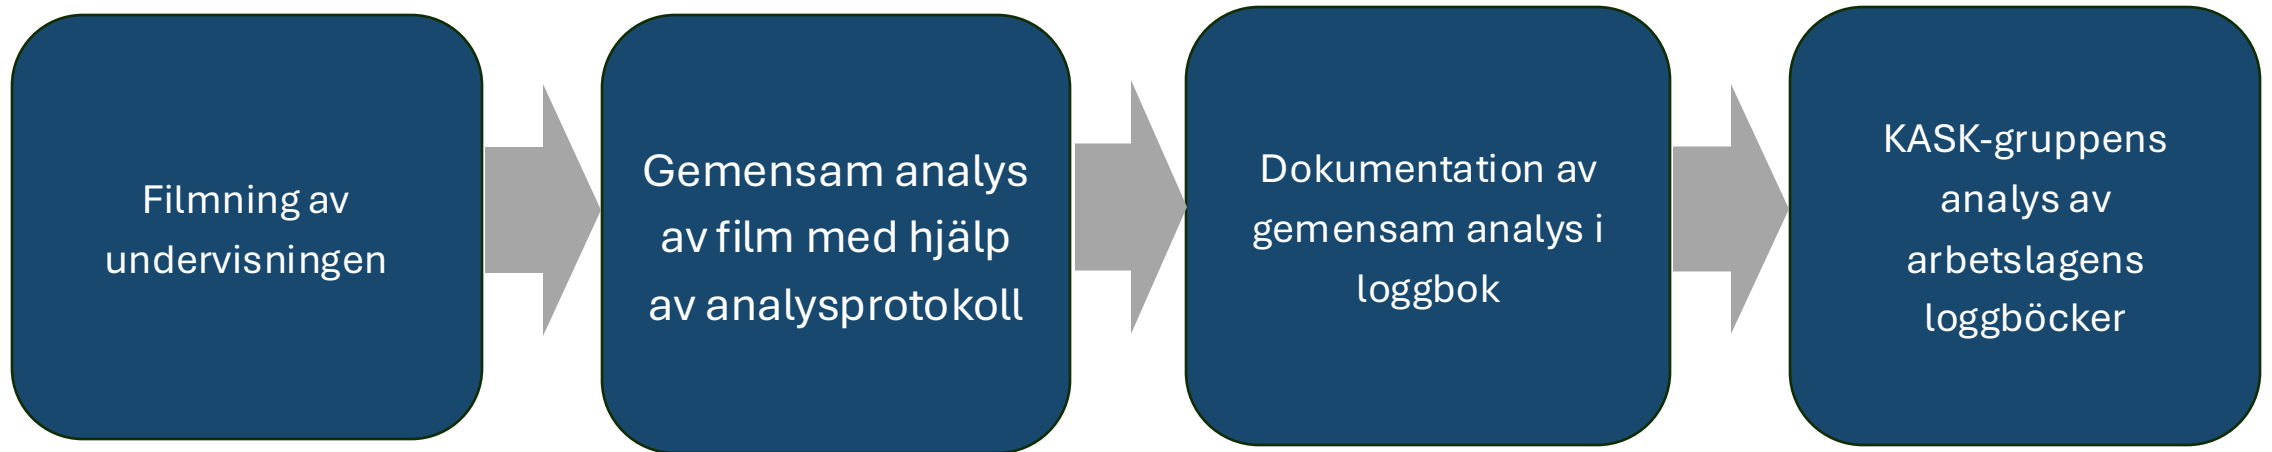 Filmning av
undervisningen
Gemensam analys
av film med hjälp
av analysprotokoll
Dokumentation av
gemensam analys i
loggbok
KASK-gruppens
analys av
arbetslagens
loggböcker